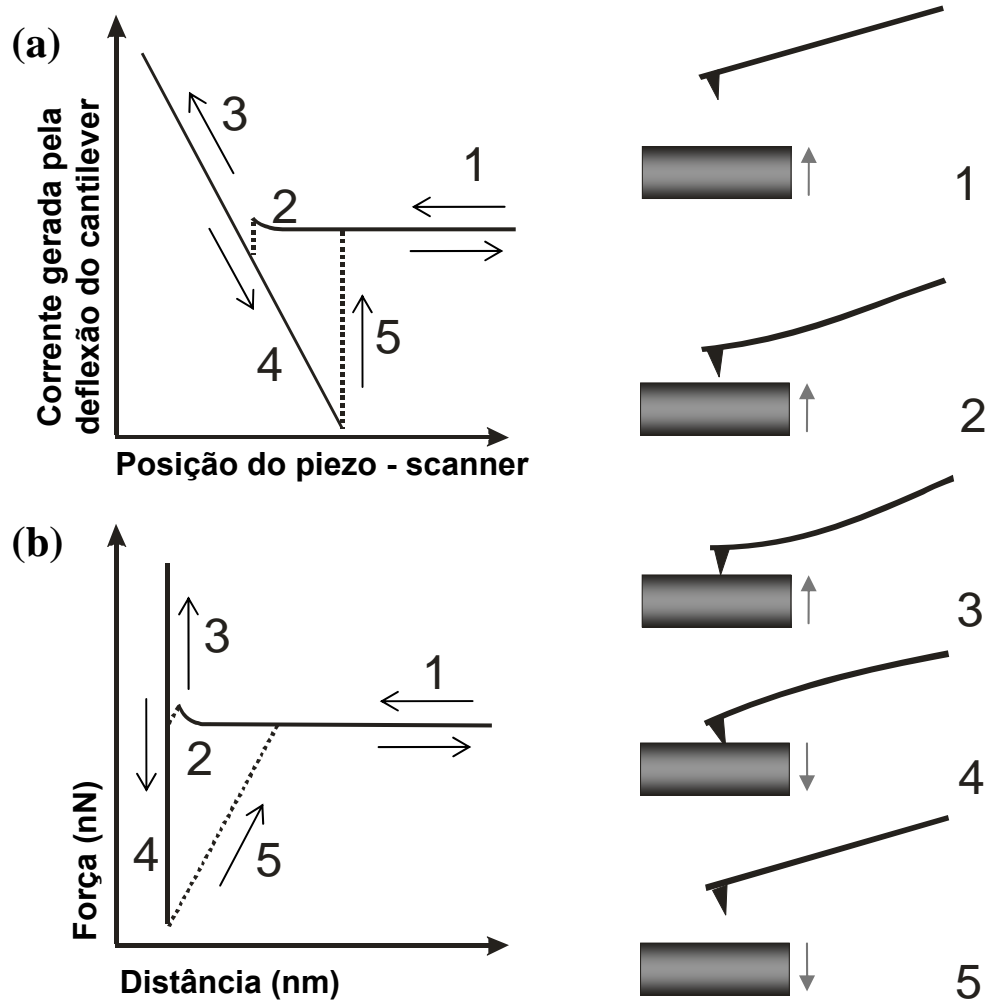 (a)
Corrente gerada pela
deflexão do cantilever
3
1
2
5
4
Posição do piezo - scanner
(b)
Força (nN)
3
1
2
4
5
Distância (nm)
1
2
3
4
5